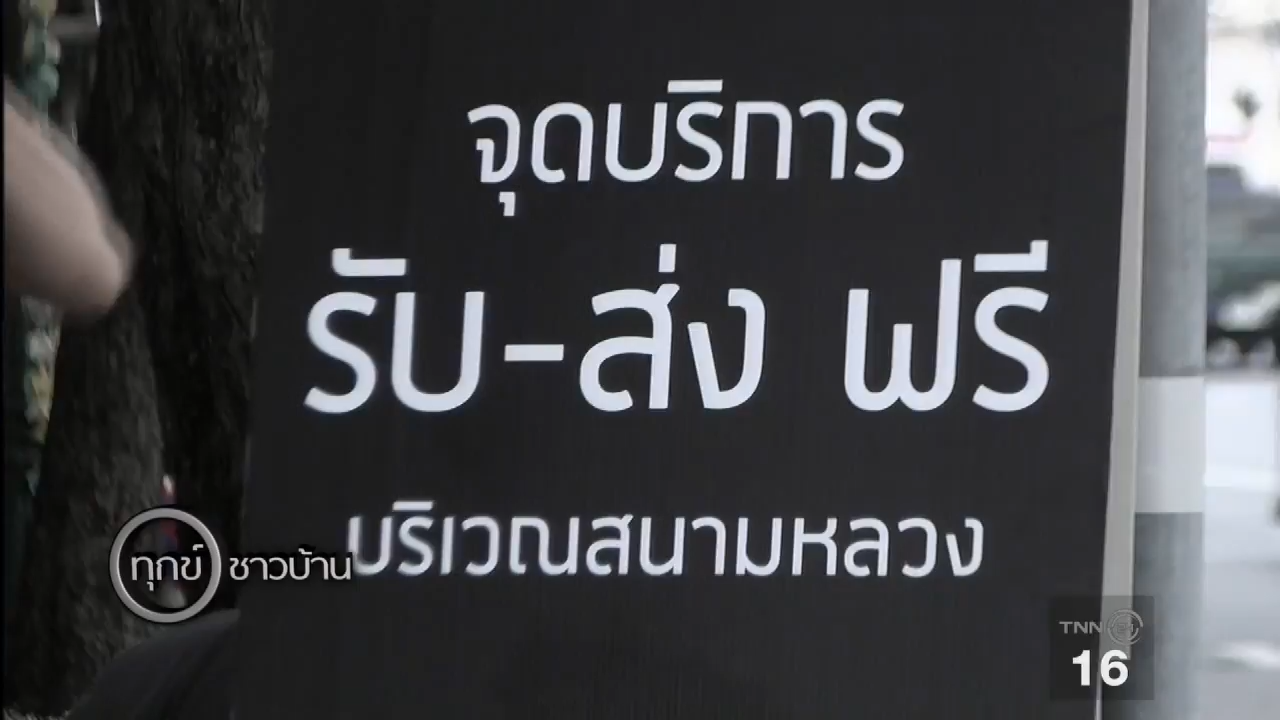 จุดบริการ
รับ-ส่ง ฟรี
บริเวณสนามหลวง
ทุกข์ ชาวบ้าน
TNN
16